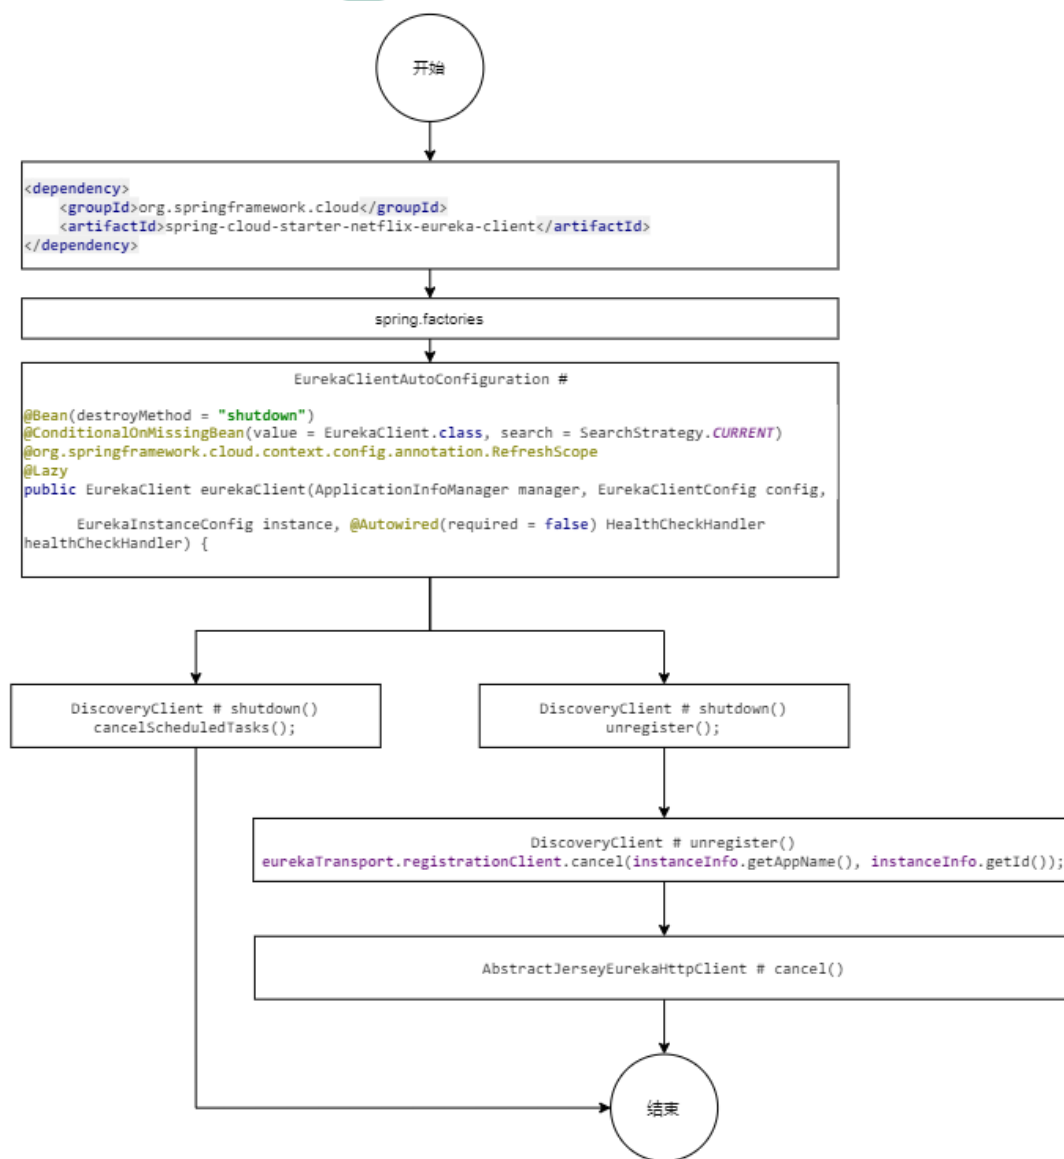 开始
<dependency>
    <groupId>org.springframework.cloud</groupId>
    <artifactId>spring-cloud-starter-netflix-eureka-client</artifactId>
</dependency>
spring.factories
EurekaClientAutoConfiguration #
@Bean(destroyMethod = "shutdown")
@ConditionalOnMissingBean(value = EurekaClient.class, search = SearchStrategy.CURRENT)
@org.springframework.cloud.context.config.annotation.RefreshScope
@Lazy
public EurekaClient eurekaClient(ApplicationInfoManager manager, EurekaClientConfig config,
      EurekaInstanceConfig instance, @Autowired(required = false) HealthCheckHandler
healthCheckHandler) {
DiscoveryClient # shutdown()
cancelScheduledTasks();
DiscoveryClient # shutdown()
unregister();
DiscoveryClient # unregister()
eurekaTransport.registrationClient.cancel(instanceInfo.getAppName(), instanceInfo.getId());
AbstractJerseyEurekaHttpClient # cancel()
结束